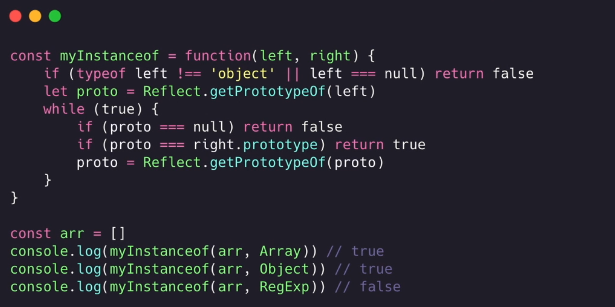 const myInstanceof = function(left, right) {
    if (typeof left !== 'object' || left === null) return false
    let proto = Reflect.getPrototypeOf(left)
    while (true) {
        if (proto === null) return false
        if (proto === right.prototype) return true
        proto = Reflect.getPrototypeOf(proto)
    }
}

const arr = []
console.log(myInstanceof(arr, Array)) // true
console.log(myInstanceof(arr, Object)) // true
console.log(myInstanceof(arr, RegExp)) // false